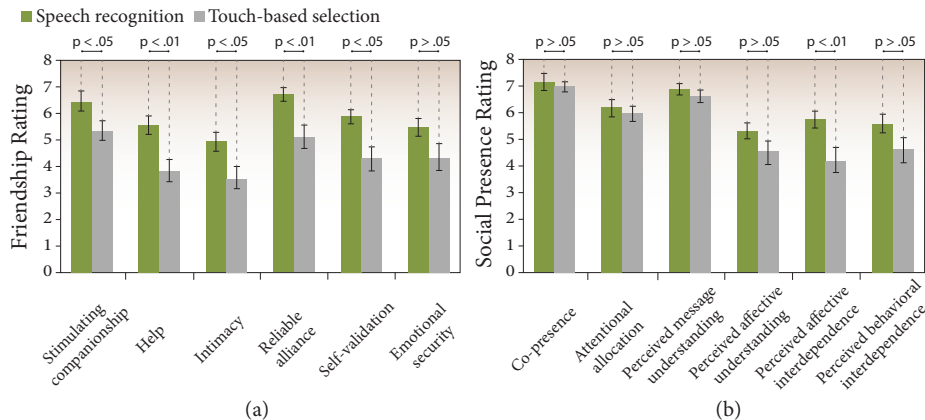 Speech recognition Touch-based selection
p < .05 p < .01 p < .05 p < .01 p < .05 p > .05
8
7
6
5
4
3
2
1
0
Friendship Rating
Stimulating
companionship
Help
Intimacy
Reliable
alliance
Self-validation
Emotional
security
(a)
p > .05 p > .05 p > .05 p > .05 p < .01 p > .05
8
7
6
5
4
3
2
1
0
Social Presence Rating
Co-presence
Attentional
allocation
Perceived message
understanding
Perceived affective
understanding
Perceived affective
interdependence
Perceived behavioral
interdependence
(b)